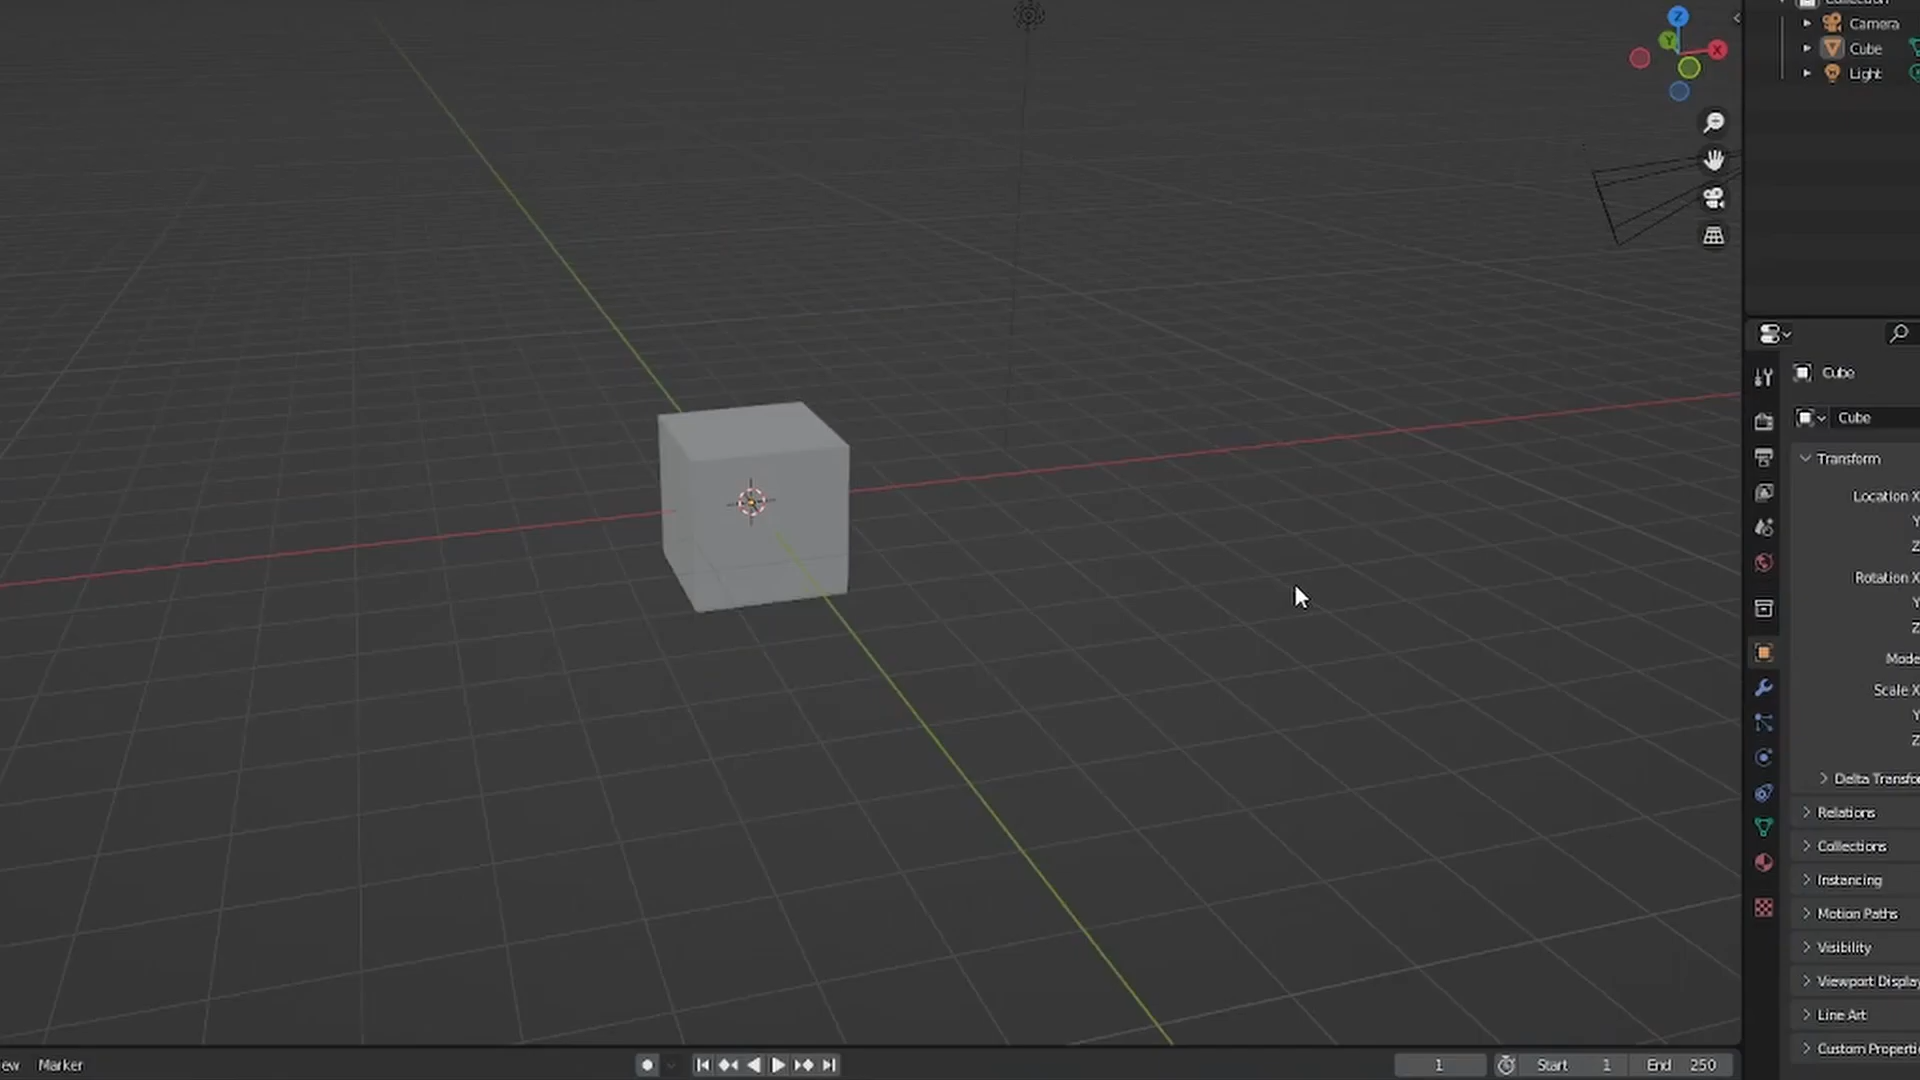 Z
Y
X
Camera
Cube
Light
Cube
Cube
Transform
Location X
Y
Z
Rotation X
Y
Z
Mode
Scale X
Y
Z
Delta Transfo
Relations
Collections
Instancing
Motion Paths
Visibility
Viewport Display
Line Art
Custom Properti
ew Marker
1 Start 1 End 250